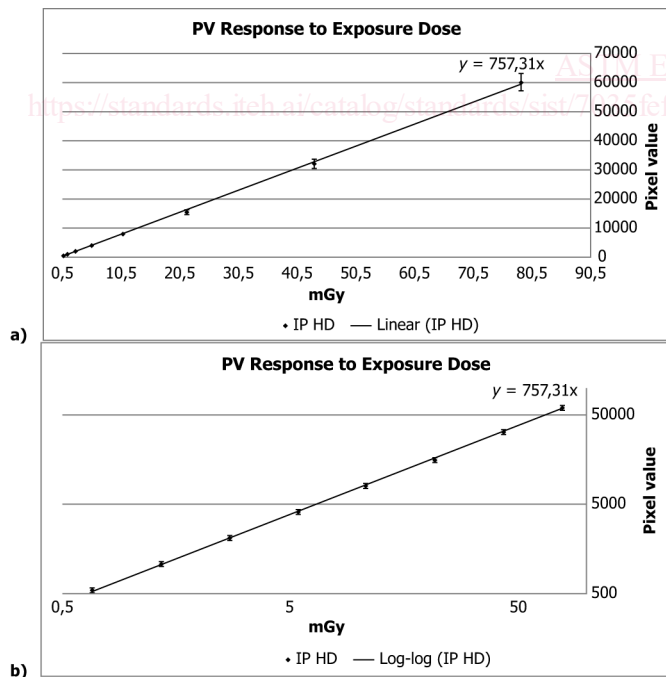 PV Response to Exposure Dose
y = 757,31x
70000
60000
50000
40000
30000
20000
10000
0
Pixel value
0,5 10,5 20,5 30,5 40,5 50,5 60,5 70,5 80,5 90,5
mGy
IP HD Linear (IP HD)
a)
ASTM E
https://standards.iteh.ai/catalog/standards/sist/
PV Response to Exposure Dose
y = 757,31x
50000
5000
500
Pixel value
0,5 5 50
mGy
IP HD Log-log (IP HD)
b)